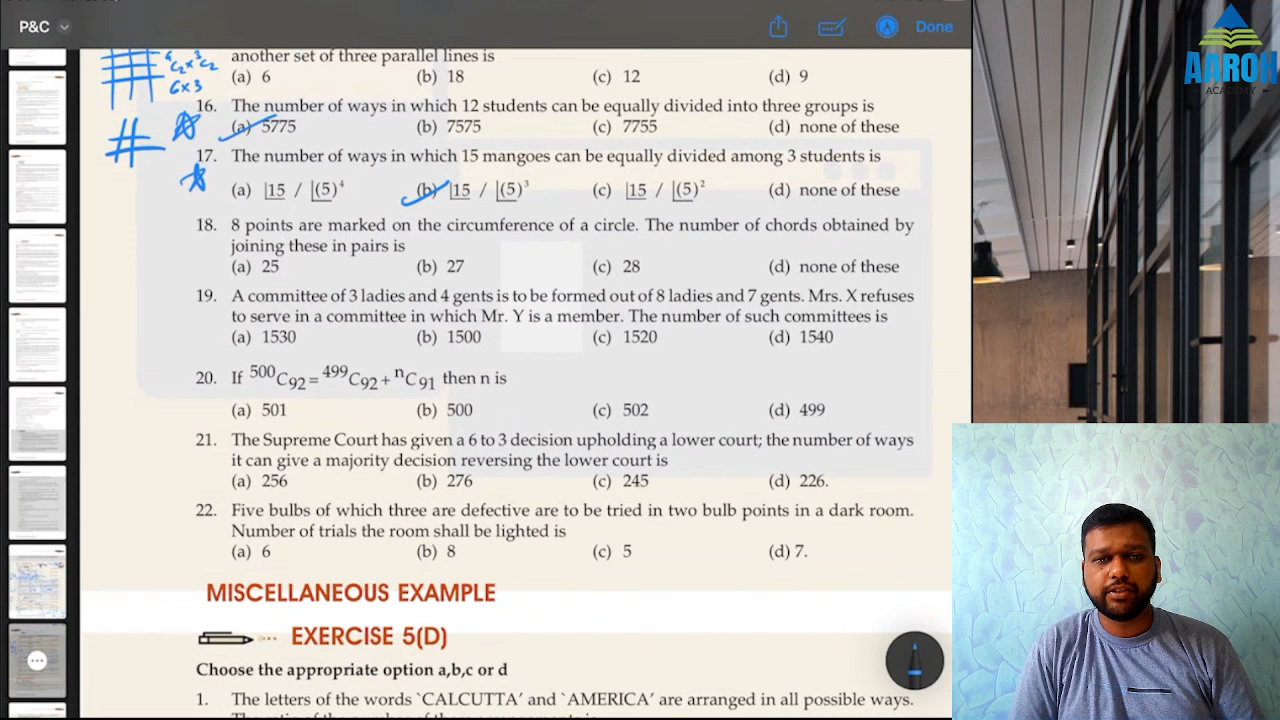 P&C
Done
AARON
ACADEMY
another set of three parallel lines is
(a) 6 (b) 18 (c) 12 (d) 9
⁴C₂ x ³C₂
6 x 3
16. The number of ways in which 12 students can be equally divided into three groups is
(a) 5775 (b) 7575 (c) 7755 (d) none of these
17. The number of ways in which 15 mangoes can be equally divided among 3 students is
(a) |15 / |(5)⁴ (b) |15 / |(5)³ (c) |15 / |(5)² (d) none of these
18. 8 points are marked on the circumference of a circle. The number of chords obtained by
joining these in pairs is
(a) 25 (b) 27 (c) 28 (d) none of these
19. A committee of 3 ladies and 4 gents is to be formed out of 8 ladies and 7 gents. Mrs. X refuses
to serve in a committee in which Mr. Y is a member. The number of such committees is
(a) 1530 (b) 1500 (c) 1520 (d) 1540
20. If ⁵⁰⁰C₉₂ = ⁴⁹⁹C₉₂ + ⁿC₉₁ then n is
(a) 501 (b) 500 (c) 502 (d) 499
21. The Supreme Court has given a 6 to 3 decision upholding a lower court; the number of ways
it can give a majority decision reversing the lower court is
(a) 256 (b) 276 (c) 245 (d) 226.
22. Five bulbs of which three are defective are to be tried in two bulb points in a dark room.
Number of trials the room shall be lighted is
(a) 6 (b) 8 (c) 5 (d) 7.
MISCELLANEOUS EXAMPLE
EXERCISE 5(D)
Choose the appropriate option a,b,c or d
1. The letters of the words `CALCUTTA' and `AMERICA' are arranged in all possible ways.